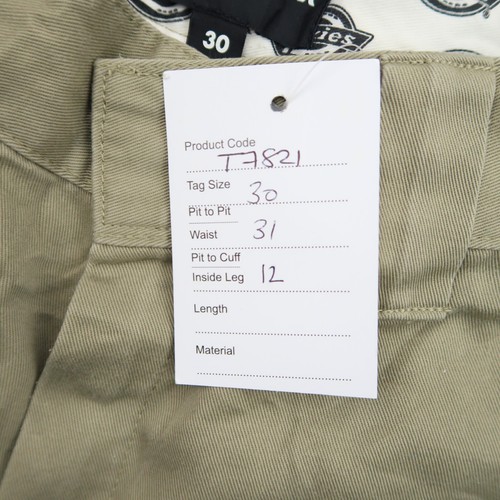 30
R
ckies
Product Code T7821
Tag Size 30
Pit to Pit
Waist 31
Pit to Cuff
Inside Leg 12
Length
Material